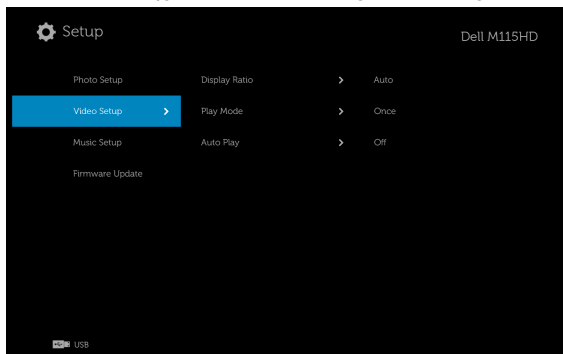 Setup
Dell M115HD
Photo Setup
Display Ratio > Auto
Video Setup >
Play Mode > Once
Music Setup
Auto Play > Off
Firmware Update
USB